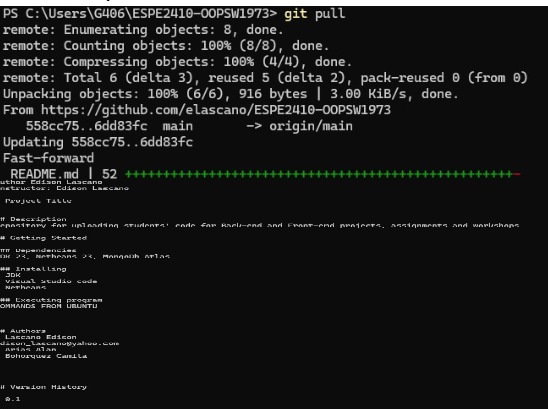 PS C:\Users\G406\ESPE2410-OOPSW1973> git pull
remote: Enumerating objects: 8, done.
remote: Counting objects: 100% (8/8), done.
remote: Compressing objects: 100% (4/4), done.
remote: Total 6 (delta 3), reused 5 (delta 2), pack-reused 0 (from 0)
Unpacking objects: 100% (6/6), 916 bytes | 3.00 KiB/s, done.
From https://github.com/elascano/ESPE2410-OOPSW1973
558cc75..6dd83fc main -> origin/main
Updating 558cc75..6dd83fc
Fast-forward
README.md | 52 +++++++++++++++++++++++++++++++++++++++++++++++++++-
uthor Edison Lascano
nstructor: Edison Lascano
Project Title
# Description
epository for uploading students' code for Back-end and Front-end projects, assignments and workshops
# Getting Started
## Dependencies
DK 23, Netbeans 23, MongoDb Atlas
## Installing
JDK
Visual studio code
Netbeans
## Executing program
OMMANDS FROM UBUNTU
# Authors
Lascano Edison
dison_lascano@yahoo.com
Arias Alan
Bohorquez Camila
# Version History
0.1